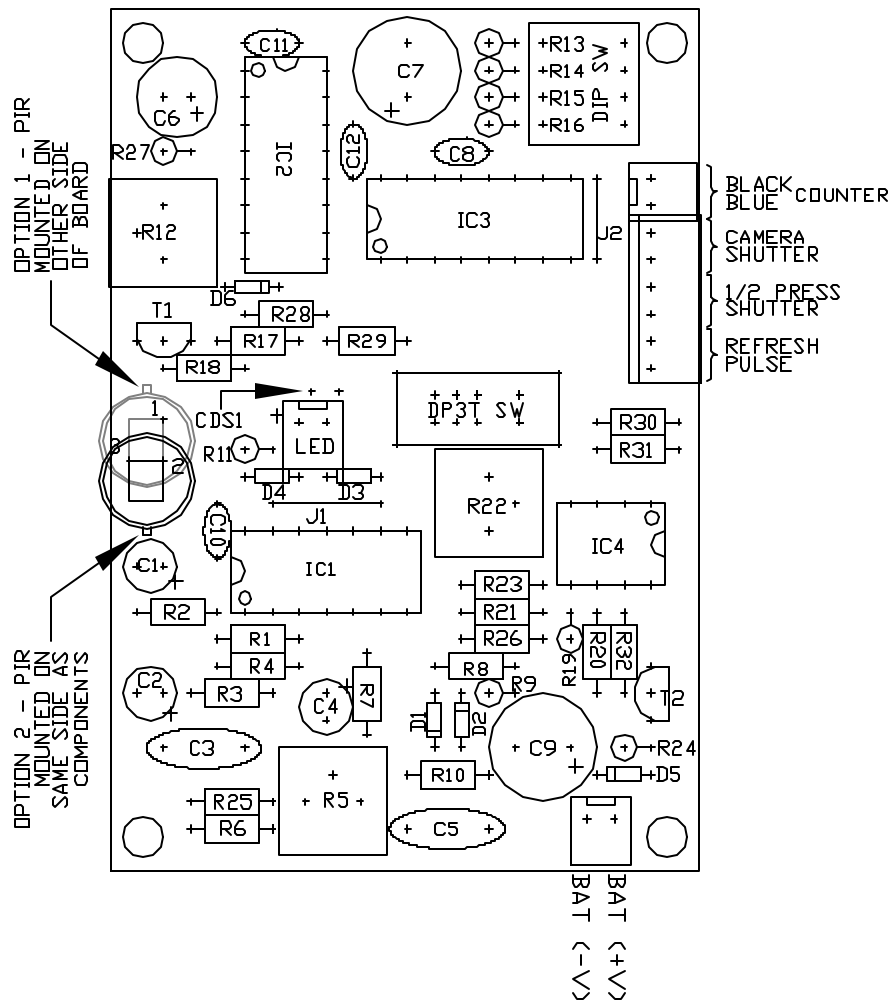 C11
C7
R13
R14
R15
R16
DIP SW
C6
R27
IC2
C12
C8
OPTION 1 - PIR
MOUNTED ON
OTHER SIDE
OF BOARD
R12
IC3
J2
BLACK
BLUE
COUNTER
CAMERA
SHUTTER
1/2 PRESS
SHUTTER
REFRESH
PULSE
D6
T1
R28
R17
R29
R18
CDS1
DP3T SW
1
3
2
R11
LED
R30
R31
D4
D3
R22
J1
C10
IC1
IC4
C1
R2
R23
R21
R26
R1
R4
R8
R19
R20
R32
OPTION 2 - PIR
MOUNTED ON
SAME SIDE AS
COMPONENTS
C2
R3
C4
R7
R9
T2
D1
D2
C3
C9
R24
R10
D5
R25
R5
R6
C5
BAT (-V)
BAT (+V)